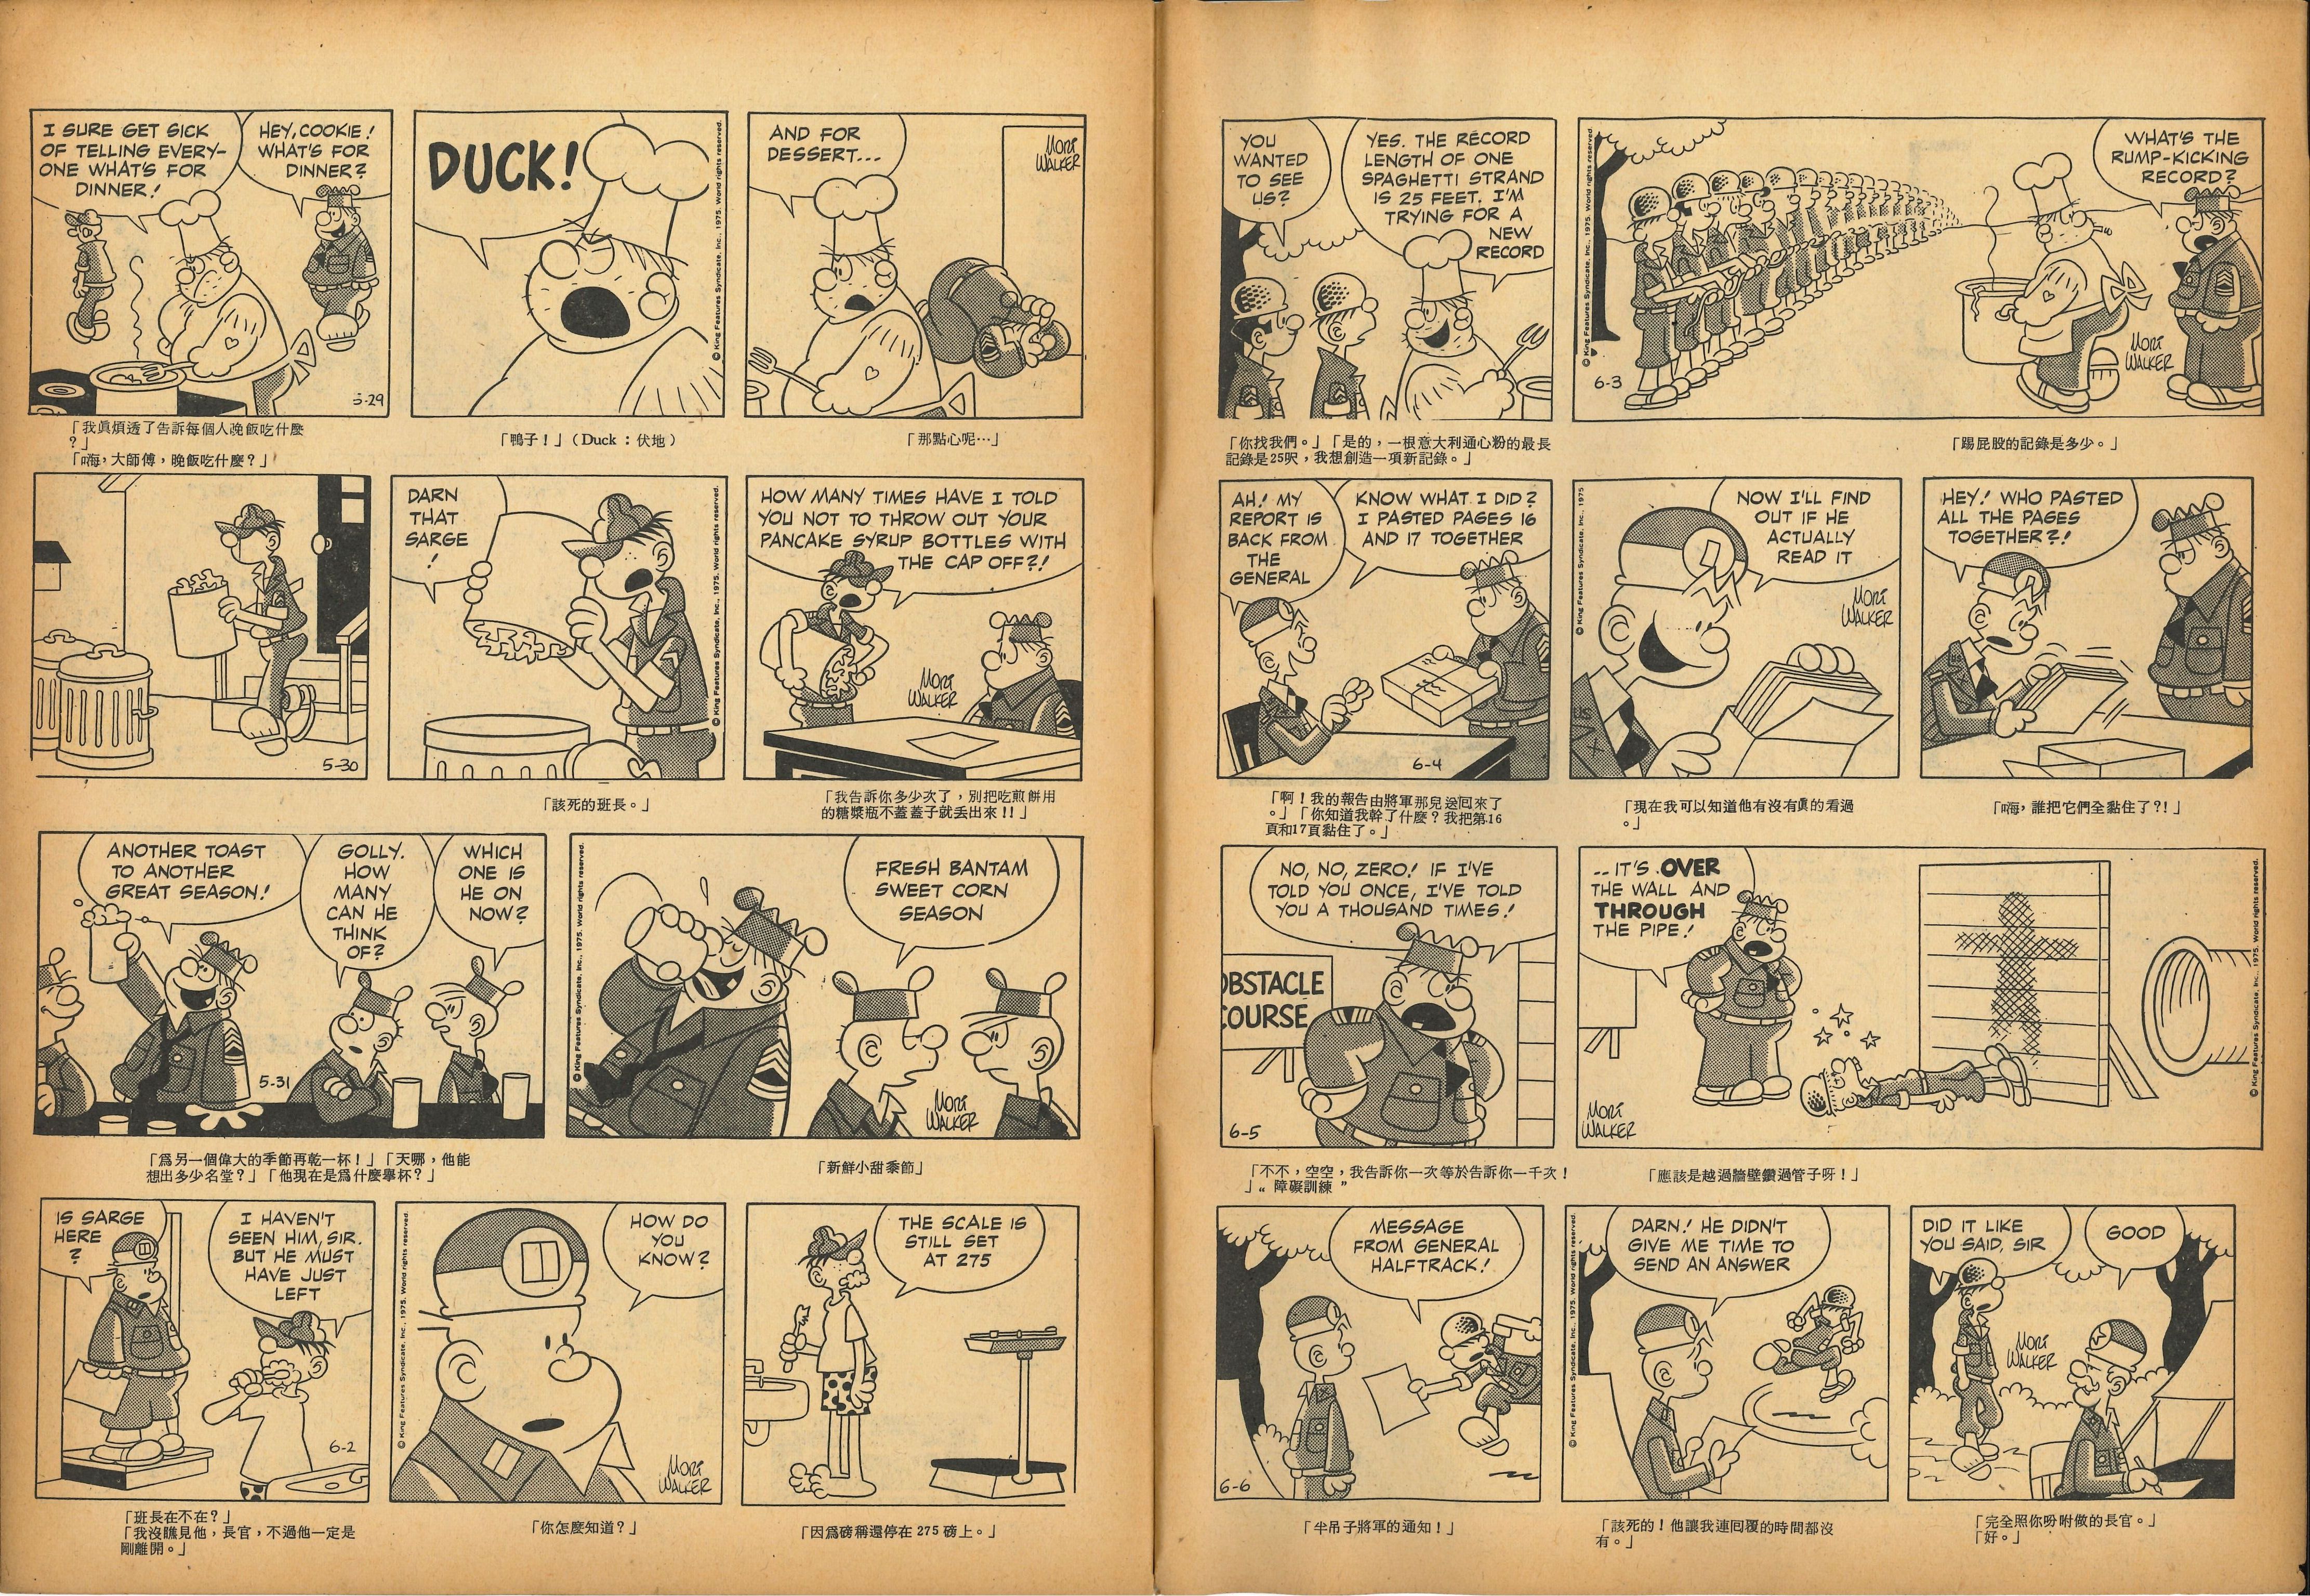 I SURE GET SICK
OF TELLING EVERY-
ONE WHAT'S FOR
DINNER!
HEY, COOKIE!
WHAT'S FOR
DINNER?
5-29
「我眞煩透了告訴每個人晚飯吃什麼
?」
「嗨，大師傅，晚飯吃什麼?」
DUCK!
© King Features Syndicate, Inc., 1975. World rights reserved.
「鴨子!」(Duck:伏地)
AND FOR
DESSERT...
MORT
WALKER
「那點心呢…」
5-30
DARN
THAT
SARGE
!
© King Features Syndicate, Inc., 1975. World rights reserved.
「該死的班長。」
HOW MANY TIMES HAVE I TOLD
YOU NOT TO THROW OUT YOUR
PANCAKE SYRUP BOTTLES WITH
THE CAP OFF?!
MORT
WALKER
「我告訴你多少次了，別把吃煎餅用
的糖漿瓶不蓋蓋子就丢出來!!」
ANOTHER TOAST
TO ANOTHER
GREAT SEASON!
GOLLY.
HOW
MANY
CAN HE
THINK
OF?
WHICH
ONE IS
HE ON
NOW?
5-31
「爲另一個偉大的季節再乾一杯!」「天哪，他能
想出多少名堂?」「他現在是爲什麼擧杯?」
© King Features Syndicate, Inc., 1975. World rights reserved.
FRESH BANTAM
SWEET CORN
SEASON
MORT
WALKER
「新鮮小甜黍節」
IS SARGE
HERE
?
I HAVEN'T
SEEN HIM, SIR.
BUT HE MUST
HAVE JUST
LEFT
6-2
「班長在不在?」
「我沒瞧見他，長官，不過他一定是
剛離開。」
© King Features Syndicate, Inc., 1975. World rights reserved.
HOW DO
YOU
KNOW?
MORT
WALKER
「你怎麼知道?」
THE SCALE IS
STILL SET
AT 275
「因爲磅稱還停在275磅上。」
YOU
WANTED
TO SEE
US?
YES. THE RECORD
LENGTH OF ONE
SPAGHETTI STRAND
IS 25 FEET. I'M
TRYING FOR A
NEW
RECORD
「你找我們。」「是的，一根意大利通心粉的最長
記錄是25呎，我想創造一項新記錄。」
© King Features Syndicate, Inc., 1975. World rights reserved.
WHAT'S THE
RUMP-KICKING
RECORD?
6-3
MORT
WALKER
「踢屁股的記錄是多少。」
AH! MY
REPORT IS
BACK FROM
THE
GENERAL
KNOW WHAT I DID?
I PASTED PAGES 16
AND 17 TOGETHER
6-4
「啊!我的報告由將軍那兒送囘來了
。」「你知道我幹了什麼?我把第16
頁和17頁黏住了。」
© King Features Syndicate, Inc., 1975
NOW I'LL FIND
OUT IF HE
ACTUALLY
READ IT
MORT
WALKER
US
「現在我可以知道他有沒有眞的看過
。」
HEY! WHO PASTED
ALL THE PAGES
TOGETHER?!
「嗨，誰把它們全黏住了?!」
NO, NO, ZERO! IF I'VE
TOLD YOU ONCE, I'VE TOLD
YOU A THOUSAND TIMES!
OBSTACLE
COURSE
6-5
「不不，空空，我告訴你一次等於告訴你一千次!
」“障礙訓練”
...IT'S OVER
THE WALL AND
THROUGH
THE PIPE!
MORT
WALKER
© King Features Syndicate, Inc., 1975. World rights reserved.
「應該是越過牆壁鑽過管子呀!」
MESSAGE
FROM GENERAL
HALFTRACK!
6-6
「半吊子將軍的通知!」
© King Features Syndicate, Inc., 1975. World rights reserved.
DARN! HE DIDN'T
GIVE ME TIME TO
SEND AN ANSWER
「該死的!他讓我連囘覆的時間都沒
有。」
DID IT LIKE
YOU SAID, SIR
GOOD
MORT
WALKER
「完全照你吩咐做的長官。」
「好。」